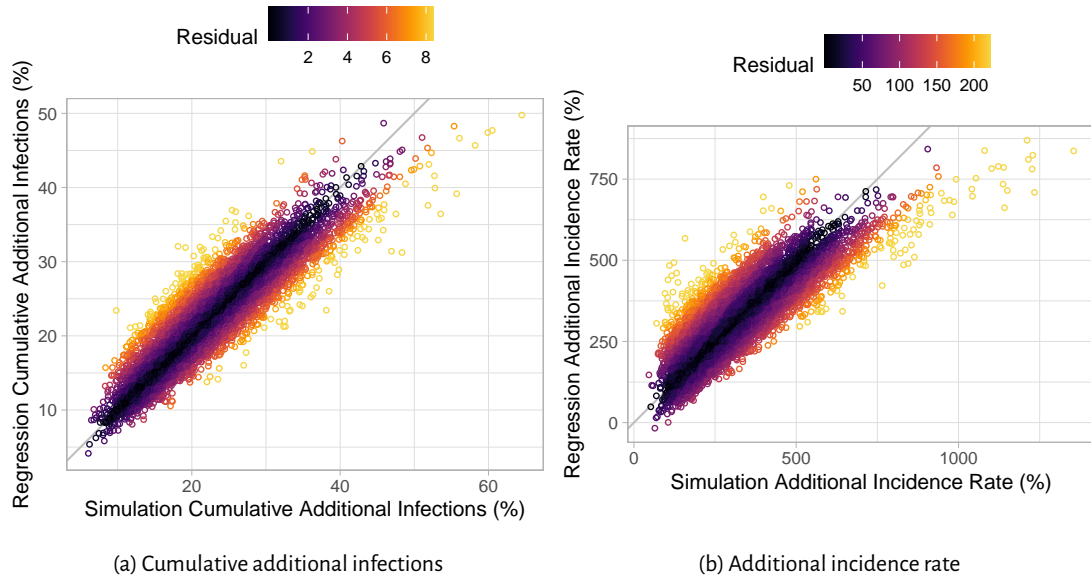 Residual
2 4 6 8
Regression Cumulative Additional Infections (%)
50
40
30
20
10
20 40 60
Simulation Cumulative Additional Infections (%)
(a) Cumulative additional infections
Residual
50 100 150 200
Regression Additional Incidence Rate (%)
750
500
250
0
0 500 1000
Simulation Additional Incidence Rate (%)
(b) Additional incidence rate